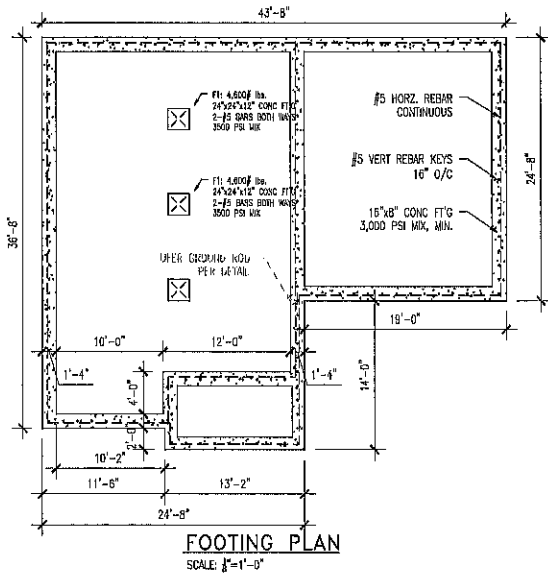 43'-8"
F1: 4,600# lbs.
24"x24"x12" CONC FT'G
2-#5 BARS BOTH WAYS
3500 PSI MIX
#5 HORZ. REBAR
CONTINUOUS
#5 VERT REBAR KEYS
16" O/C
24'-8"
F1: 4,600# lbs.
24"x24"x12" CONC FT'G
2-#5 BARS BOTH WAYS
3500 PSI MIX
16"x8" CONC FT'G
3,000 PSI MIX, MIN.
36'-8"
UFER GROUND ROD
PER DETAIL
19'-0"
10'-0"
12'-0"
1'-4"
1'-4"
14'-0"
4'-0"
2'-0"
10'-2"
11'-6"
13'-2"
24'-8"
FOOTING PLAN
SCALE: 1/8"=1'-0"